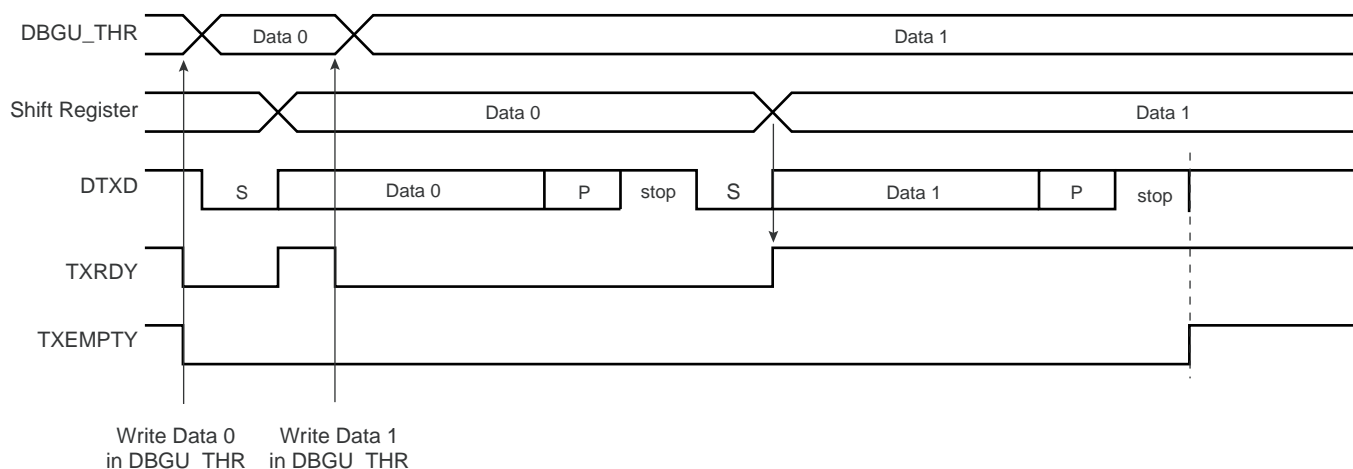 DBGU_THR
Data 0
Data 1
Shift Register
Data 0
Data 1
DTXD
S
Data 0
P
stop
S
Data 1
P
stop
TXRDY
TXEMPTY
Write Data 0
in DBGU_THR
Write Data 1
in DBGU_THR